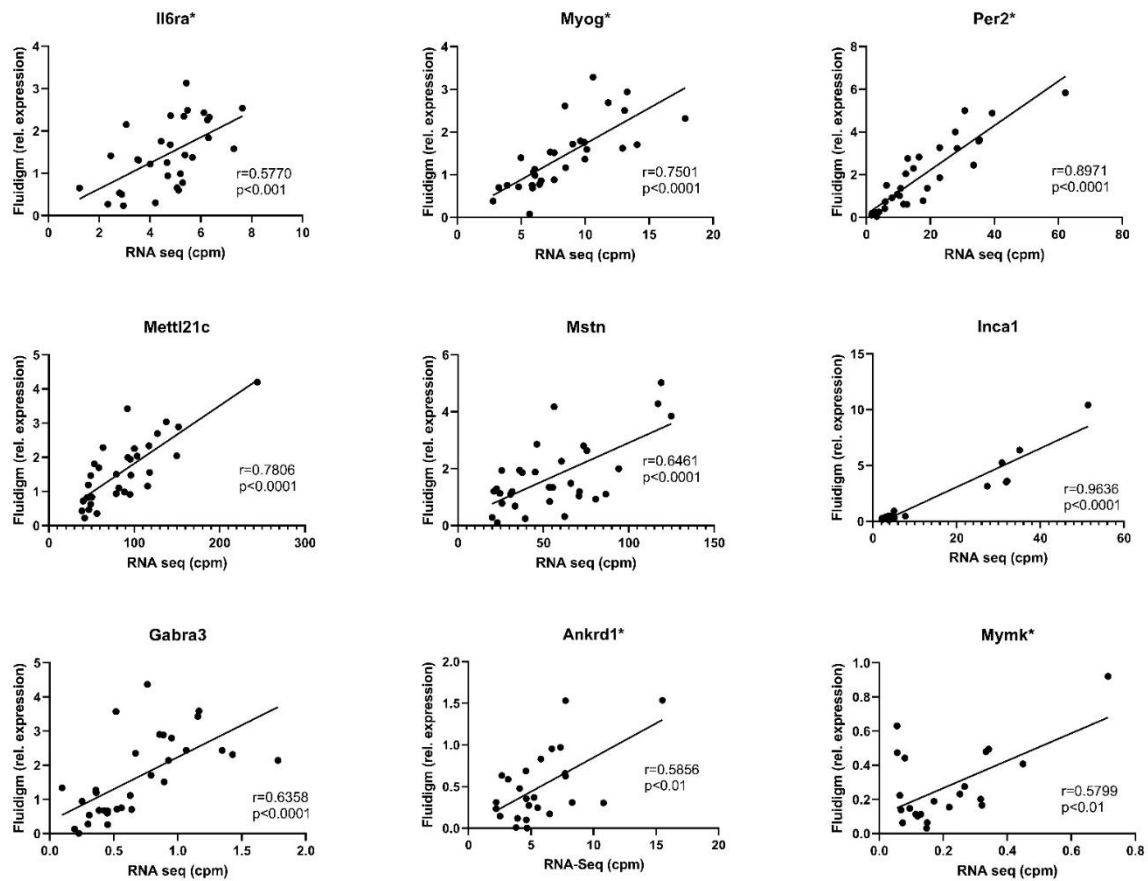 Il6ra*
Fluidigm (rel. expression)
4
3
2
1
0
0 2 4 6 8 10
r=0.5770
p<0.001
RNA seq (cpm)
Myog*
Fluidigm (rel. expression)
4
3
2
1
0
0 5 10 15 20
r=0.7501
p<0.0001
RNA seq (cpm)
Per2*
Fluidigm (rel. expression)
8
6
4
2
0
0 20 40 60 80
r=0.8971
p<0.0001
RNA seq (cpm)
Mettl21c
Fluidigm (rel. expression)
5
4
3
2
1
0
0 100 200 300
r=0.7806
p<0.0001
RNA seq (cpm)
Mstn
Fluidigm (rel. expression)
6
4
2
0
0 50 100 150
r=0.6461
p<0.0001
RNA seq (cpm)
Inca1
Fluidigm (rel. expression)
15
10
5
0
0 20 40 60
r=0.9636
p<0.0001
RNA seq (cpm)
Gabra3
Fluidigm (rel. expression)
5
4
3
2
1
0
0.0 0.5 1.0 1.5 2.0
r=0.6358
p<0.0001
RNA seq (cpm)
Ankrd1*
Fluidigm (rel. expression)
2.0
1.5
1.0
0.5
0.0
0 5 10 15 20
r=0.5856
p<0.01
RNA-Seq (cpm)
Mymk*
Fluidigm (rel. expression)
1.0
0.8
0.6
0.4
0.2
0.0
0.0 0.2 0.4 0.6 0.8
r=0.5799
p<0.01
RNA seq (cpm)